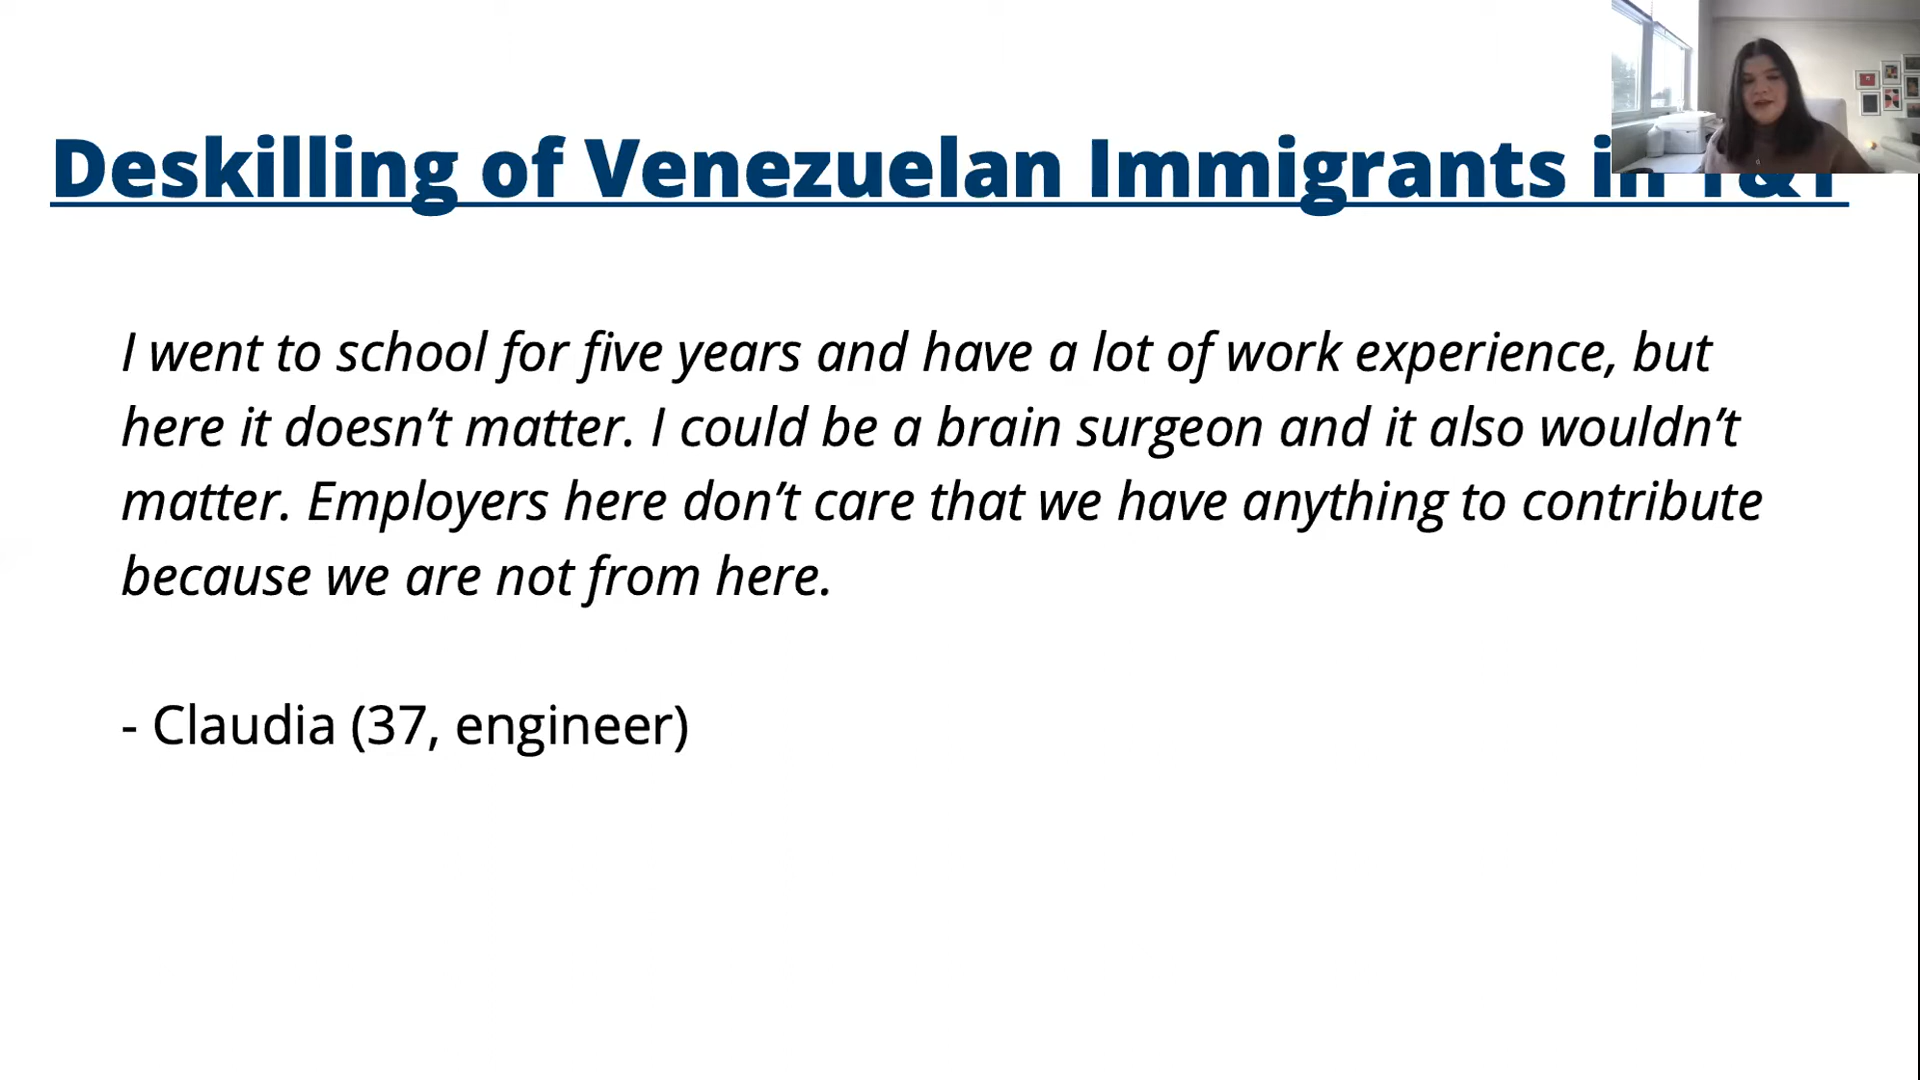 Deskilling of Venezuelan Immigrants in T&T
I went to school for five years and have a lot of work experience, but
here it doesn’t matter. I could be a brain surgeon and it also wouldn’t
matter. Employers here don’t care that we have anything to contribute
because we are not from here.
- Claudia (37, engineer)